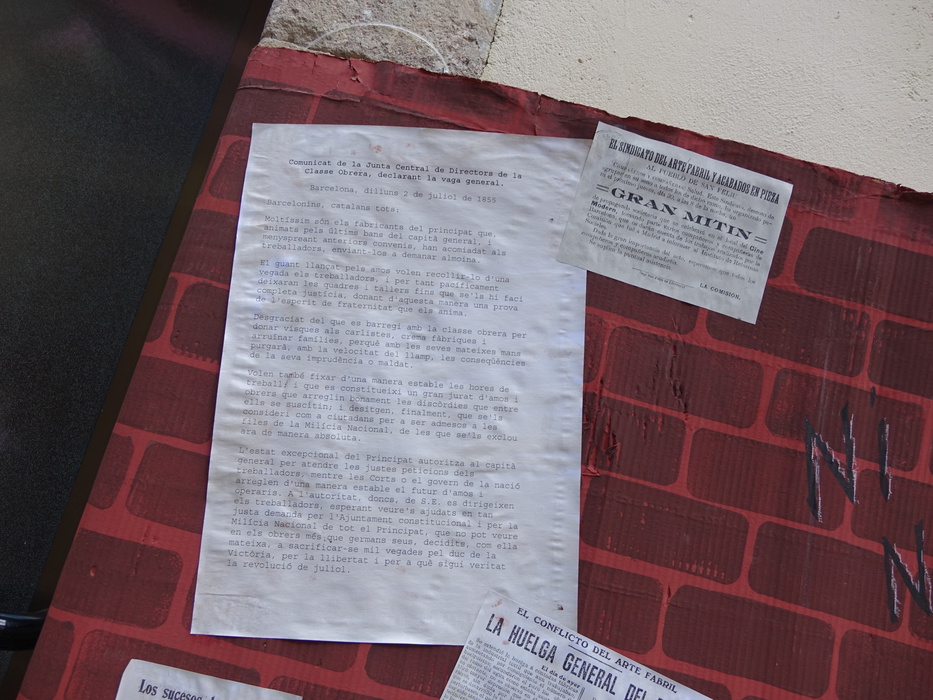 Comunicat de la Junta Central de Directors de la
Classe Obrera, declarant la vaga general.
Barcelona, dilluns 2 de juliol de 1855
Barcelonins, catalans tots:
Moltíssim són els fabricants del principat que,
animats pels últims bans del capità general, i
menyspreant anteriors convenis, han acomiadat als
treballadors, enviant-los a demanar almoina.
El guant llançat pels amos volen recollir-lo d'una
vegada els treballadors, i per tant pacíficament
deixaran les quadres i tallers fins que se'ls hi faci
completa justícia, donant d'aquesta manera una prova
de l'esperit de fraternitat que els anima.
Desgraciat del que es barregi amb la classe obrera per
donar visques als carlistes, crema fàbriques i
arruinar famílies, perquè amb les seves mateixes mans
purgarà, amb la velocitat del llamp, les conseqüències
de la seva imprudència o maldat.
Volen també fixar d'una manera estable les hores de
treball, i que es constitueixi un gran jurat d'amos i
obrers que arreglin bonament les discòrdies que entre
ells se suscitin; i desitgen, finalment, que se'ls
consideri com a ciutadans per a ser admesos a les
files de la Milícia Nacional, de les que se'ls exclou
ara de manera absoluta.
L'estat excepcional del Principat autoritza al capità
general per atendre les justes peticions dels
treballadors, mentre les Corts o el govern de la nació
arreglen d'una manera estable el futur d'amos i
operaris. A l'autoritat, doncs, de S.E. es dirigeixen
els treballadors, esperant veure's ajudats en tan
justa demanda per l'Ajuntament constitucional i per la
Milícia Nacional de tot el Principat, que no pot veure
en els obrers més que germans seus, decidits, com ella
mateixa, a sacrificar-se mil vegades pel duc de la
Victòria, per la llibertat i per a què sigui veritat
la revolució de juliol.
EL SINDICATO DEL ARTE FABRIL Y ACABADOS EN PIEZA
AL PUEBLO DE SAN FELIU
GRAN MITIN
LA COMISIÓN.
NI
N
EL CONFLICTO DEL ARTE FABRIL
LA HUELGA GENERAL DEL
El día de ayer
Los sucesos